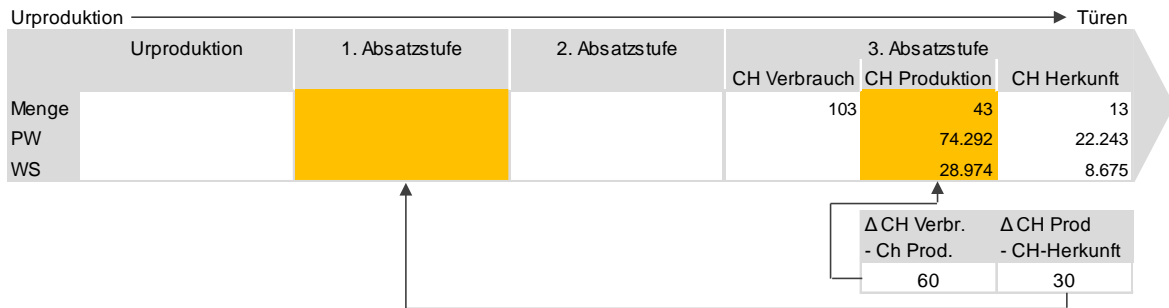 Urproduktion Türen
Urproduktion 1. Absatzstufe 2. Absatzstufe 3. Absatzstufe
CH Verbrauch CH Produktion CH Herkunft
Menge 103 43 13
PW 74.292 22.243
WS 28.974 8.675
Δ CH Verbr. Δ CH Prod
- Ch Prod. - CH-Herkunft
60 30